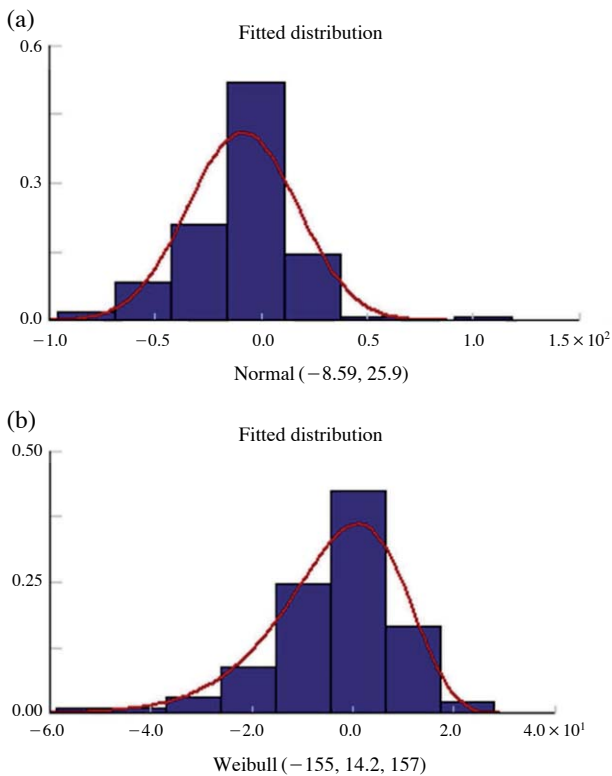 (a)
Fitted distribution
0.6
0.3
0.0
−1.0 −0.5 0.0 0.5 1.0 1.5 × 10²
Normal (−8.59, 25.9)
(b)
Fitted distribution
0.50
0.25
0.00
−6.0 −4.0 −2.0 0.0 2.0 4.0 × 10¹
Weibull (−155, 14.2, 157)